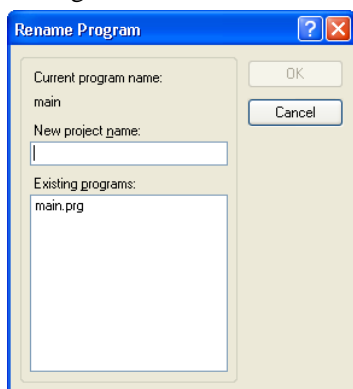 Rename Program
Current program name:
OK
main
Cancel
New project name:
Existing programs:
main.prg